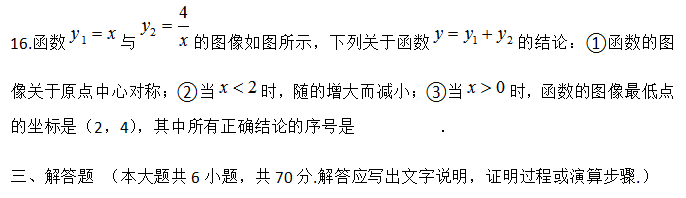 16.函数 y₁ = x 与 y₂ = 4/x 的图像如图所示，下列关于函数 y = y₁ + y₂ 的结论：①函数的图
像关于原点中心对称；②当 x < 2 时，随的增大而减小；③当 x > 0 时，函数的图像最低点
的坐标是（2，4），其中所有正确结论的序号是 .
三、解答题 （本大题共 6 小题，共 70 分.解答应写出文字说明，证明过程或演算步骤.）